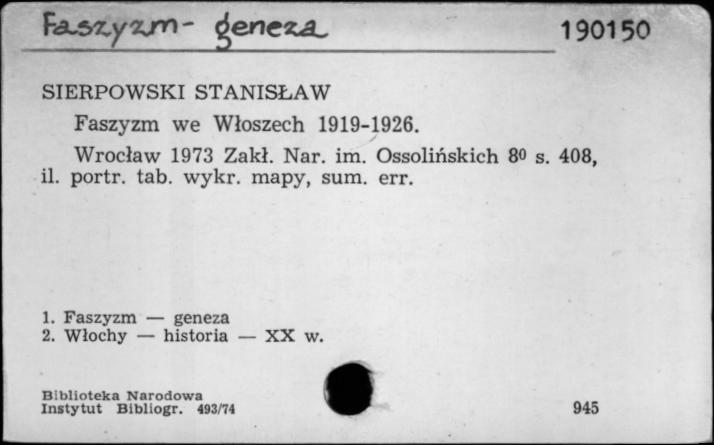 Faszyzm - geneza 190150
SIERPOWSKI STANISŁAW
Faszyzm we Włoszech 1919-1926.
Wrocław 1973 Zakł. Nar. im. Ossolińskich 8⁰ s. 408,
il. portr. tab. wykr. mapy, sum. err.
1. Faszyzm — geneza
2. Włochy — historia — XX w.
Biblioteka Narodowa
Instytut Bibliogr. 493/74 945